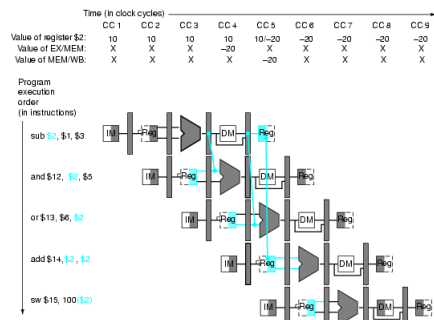 Time (in clock cycles)
CC 1 CC 2 CC 3 CC 4 CC 5 CC 6 CC 7 CC 8 CC 9
Value of register $2: 10 10 10 10 10/–20 –20 –20 –20 –20
Value of EX/MEM: X X X –20 X X X X X
Value of MEM/WB: X X X X –20 X X X X
Program
execution
order
(in instructions)
sub $2, $1, $3
IM Reg DM Reg
and $12, $2, $5
IM Reg DM Reg
or $13, $6, $2
IM Reg DM Reg
add $14, $2 , $2
IM Reg DM Reg
sw $15, 100($2)
IM Reg DM Reg